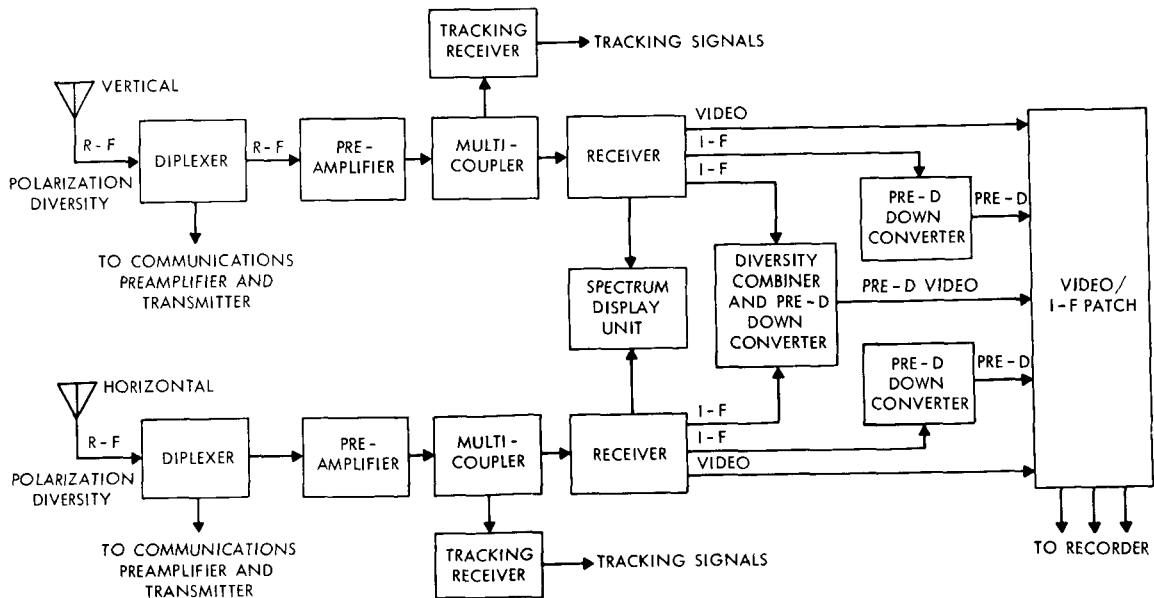 TRACKING
RECEIVER
TRACKING SIGNALS
VERTICAL
R-F
POLARIZATION
DIVERSITY
DIPLEXER
R-F
PRE-
AMPLIFIER
MULTI-
COUPLER
RECEIVER
VIDEO
I-F
I-F
PRE-D
DOWN
CONVERTER
PRE-D
TO COMMUNICATIONS
PREAMPLIFIER AND
TRANSMITTER
SPECTRUM
DISPLAY
UNIT
DIVERSITY
COMBINER
AND PRE-D
DOWN
CONVERTER
PRE-D VIDEO
VIDEO/
I-F PATCH
PRE-D
DOWN
CONVERTER
PRE-D
HORIZONTAL
R-F
POLARIZATION
DIVERSITY
DIPLEXER
PRE-
AMPLIFIER
MULTI-
COUPLER
RECEIVER
I-F
I-F
VIDEO
TO COMMUNICATIONS
PREAMPLIFIER AND
TRANSMITTER
TRACKING
RECEIVER
TRACKING SIGNALS
TO RECORDER